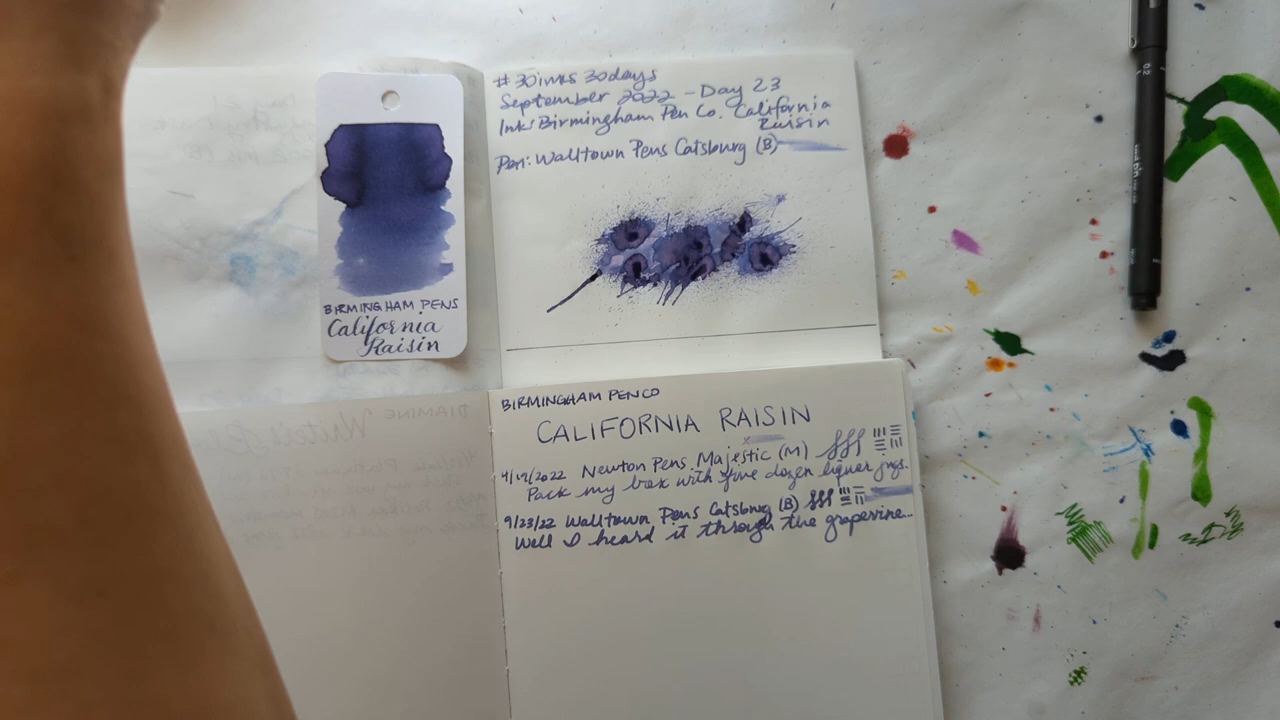 #30inks30days
September 2022 - Day 23
Ink: Birmingham Pen Co. California
Raisin
Pen: Walltown Pens Catsburg (B)
BIRMINGHAM PENS
California
Raisin
BIRMINGHAM PEN CO
CALIFORNIA RAISIN
4/19/2022 Newton Pens Majestic (M)
Pack my box with five dozen liquor jugs.
9/23/22 Walltown Pens Catsburg (B)
Well I heard it through the grapevine...
DIAMINE
Writer's
0.2